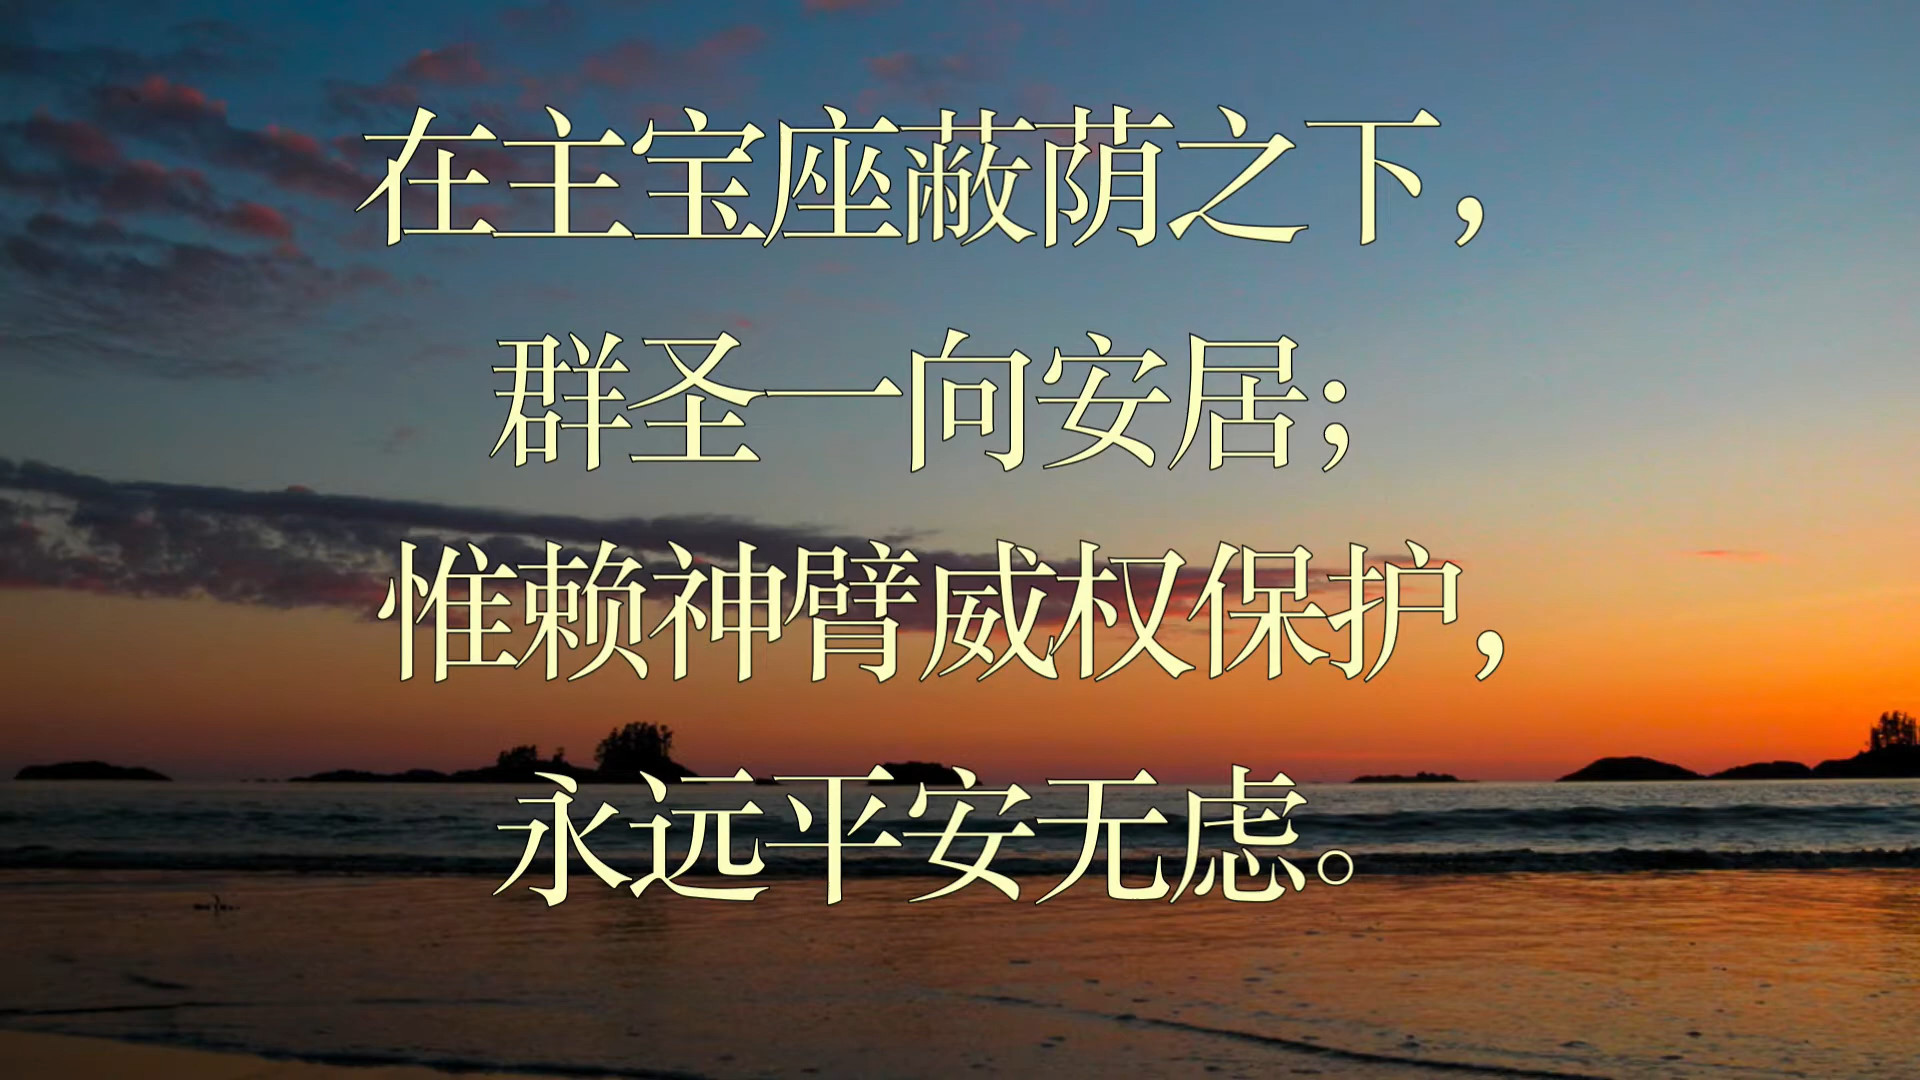 在主宝座蔽荫之下，
群圣一向安居；
惟赖神臂威权保护，
永远平安无虑。